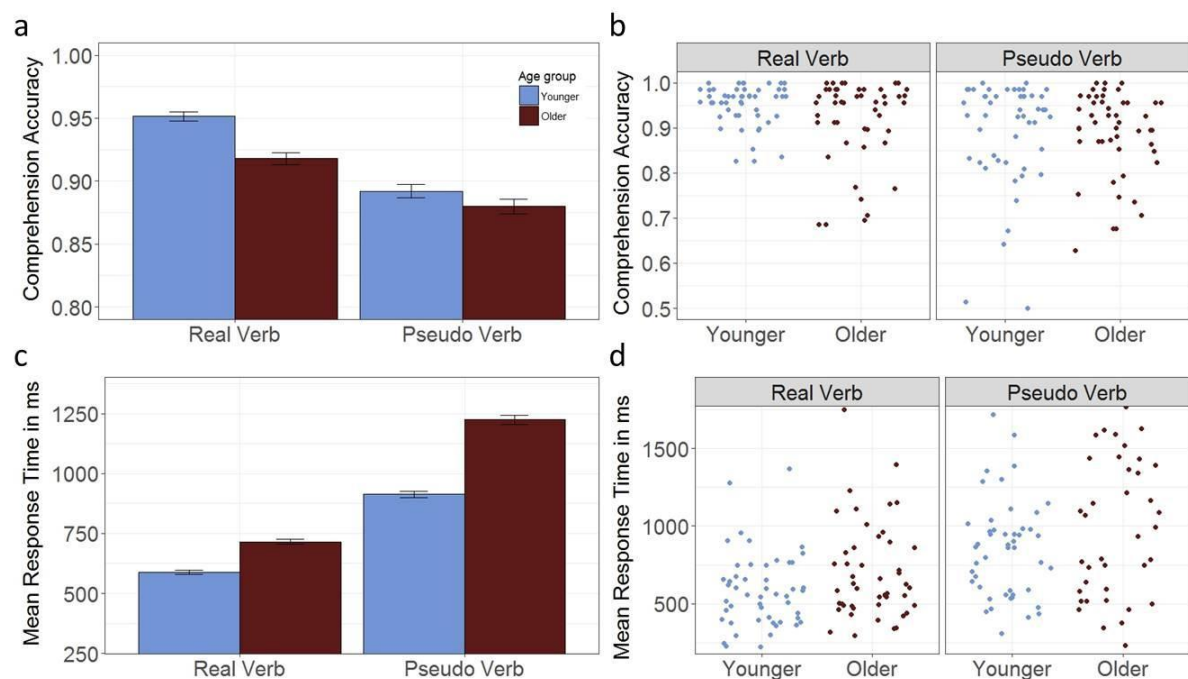 a
Comprehension Accuracy
1.00
0.95
0.90
0.85
0.80
Age group
Younger
Older
Real Verb Pseudo Verb
b
Comprehension Accuracy
Real Verb Pseudo Verb
1.0
0.9
0.8
0.7
0.6
0.5
Younger Older Younger Older
c
Mean Response Time in ms
1250
1000
750
500
250
Real Verb Pseudo Verb
d
Mean Response Time in ms
Real Verb Pseudo Verb
1500
1000
500
Younger Older Younger Older